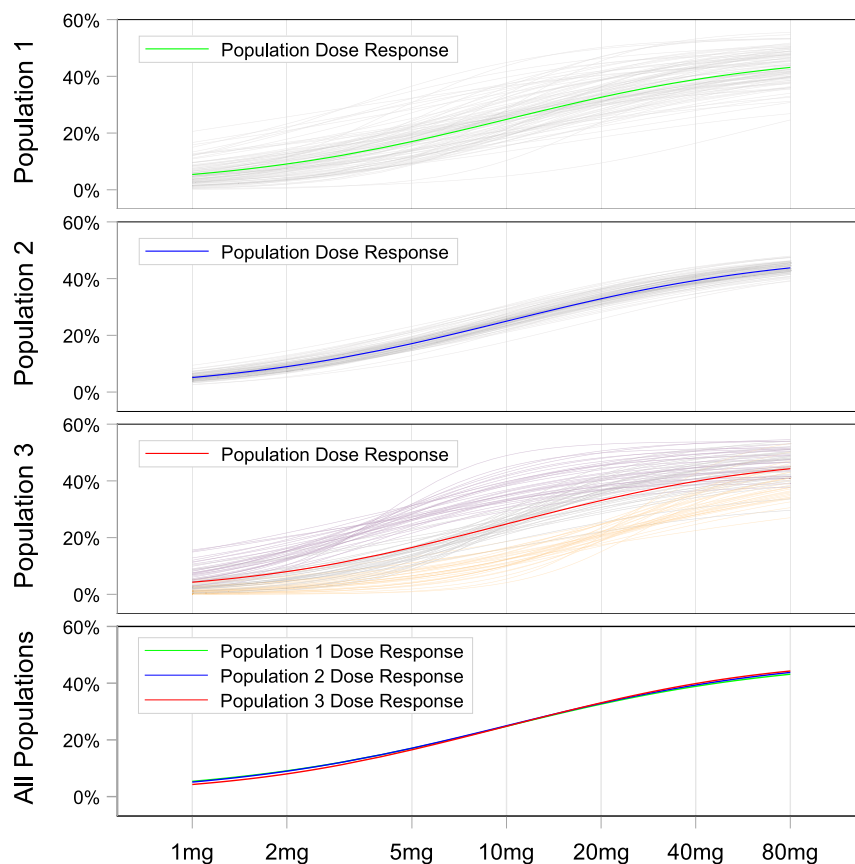 60%
Population Dose Response
40%
20%
0%
Population 1
60%
Population Dose Response
40%
20%
0%
Population 2
60%
Population Dose Response
40%
20%
0%
Population 3
60%
Population 1 Dose Response
Population 2 Dose Response
40%
Population 3 Dose Response
20%
0%
All Populations
1mg 2mg 5mg 10mg 20mg 40mg 80mg